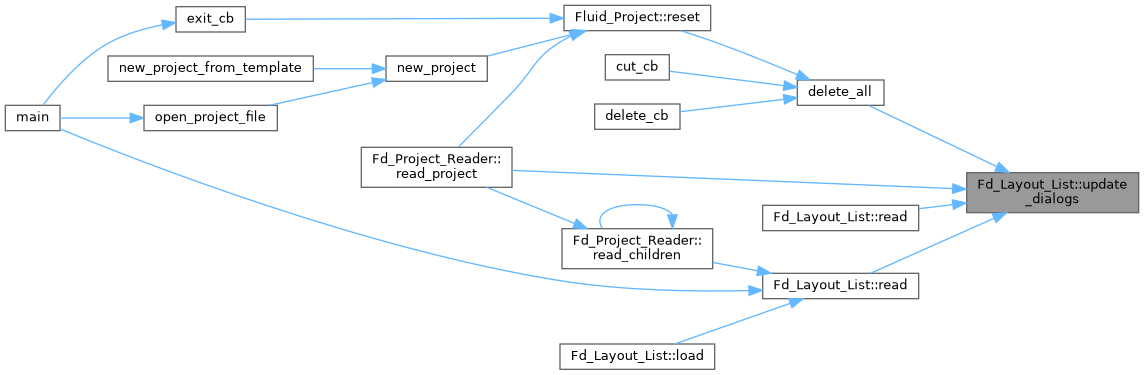 exit_cb
Fluid_Project::reset
new_project_from_template
new_project
cut_cb
delete_all
main
open_project_file
delete_cb
Fd_Project_Reader::
read_project
Fd_Layout_List::update
_dialogs
Fd_Layout_List::read
Fd_Project_Reader::
read_children
Fd_Layout_List::read
Fd_Layout_List::load